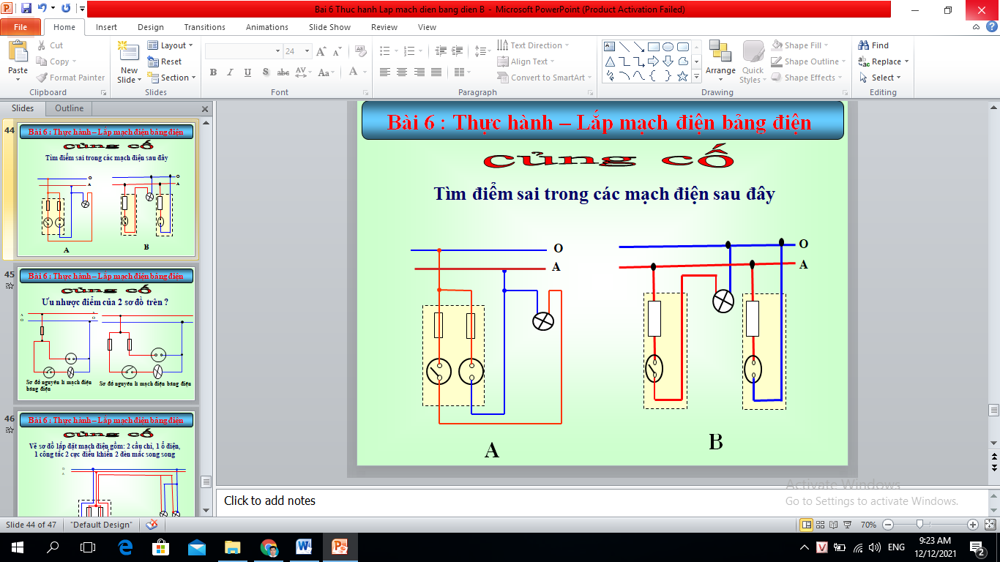 Bai 6 Thuc hanh Lap mach dien bang dien B - Microsoft PowerPoint (Product Activation Failed)
File Home Insert Design Transitions Animations Slide Show Review View
Paste
Cut
Copy
Format Painter
Clipboard
New Slide
Layout
Reset
Section
Slides
24
Font
Paragraph
Text Direction
Align Text
Convert to SmartArt
Arrange
Quick Styles
Shape Fill
Shape Outline
Shape Effects
Drawing
Find
Replace
Select
Editing
Slides Outline
44
Bài 6 : Thực hành – Lắp mạch điện bảng điện
Củng cố
Tìm điểm sai trong các mạch điện sau đây
O
A
O
A
A
B
45
Bài 6 : Thực hành – Lắp mạch điện bảng điện
Củng cố
Ưu nhược điểm của 2 sơ đồ trên ?
A
O
A
O
Sơ đồ nguyên lí mạch điện
bảng điện
Sơ đồ nguyên lí mạch điện bảng điện
46
Bài 6 : Thực hành – Lắp mạch điện bảng điện
Củng cố
Vẽ sơ đồ lắp đặt mạch điện gồm: 2 cầu chì, 1 ổ điện,
1 công tắc 2 cực điều khiển 2 đèn mắc song song
O
A
Bài 6 : Thực hành – Lắp mạch điện bảng điện
Củng cố
Tìm điểm sai trong các mạch điện sau đây
O
A
O
A
A
B
Activate Windows
Go to Settings to activate Windows.
Click to add notes
Slide 44 of 47 "Default Design" 70%
ENG
9:23 AM
12/12/2021
2